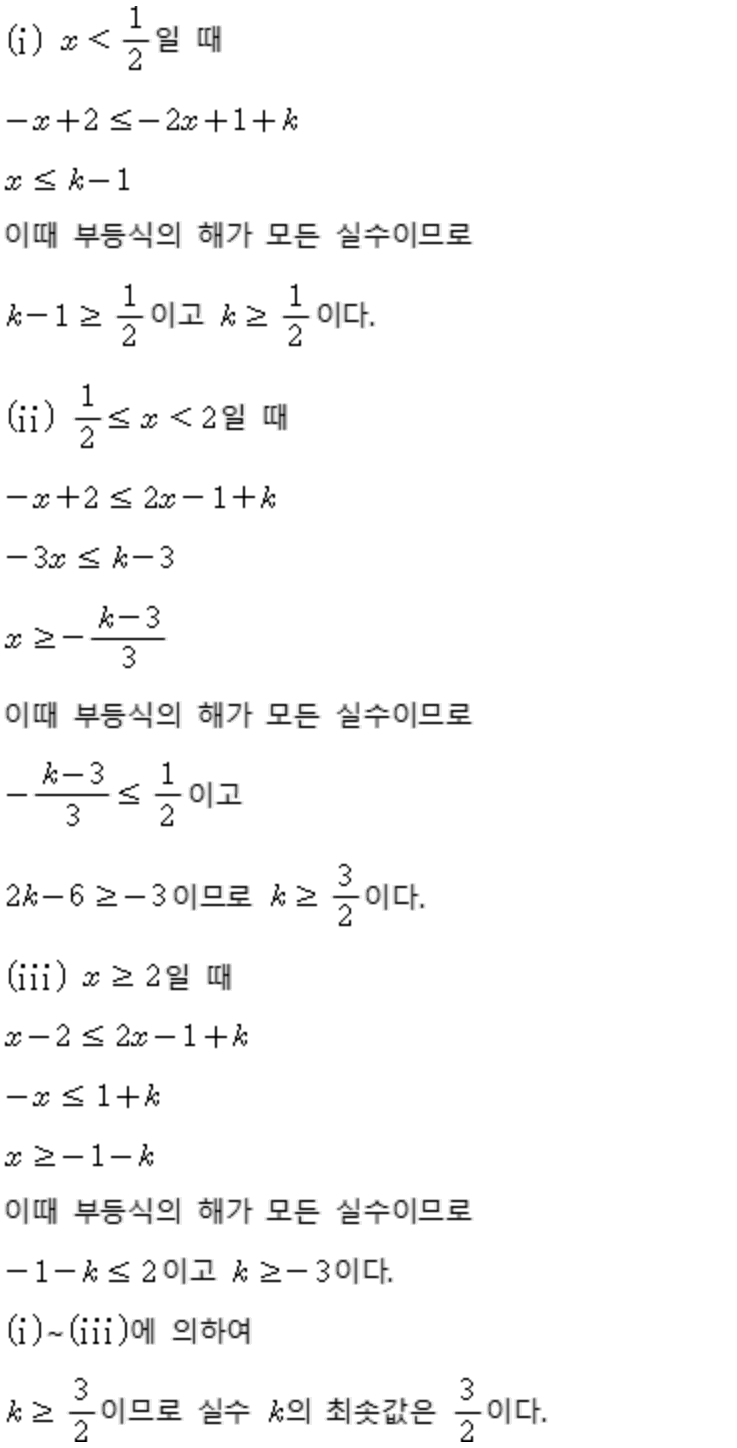 (i) x < 1/2일 때
-x+2 ≤ -2x+1+k
x ≤ k-1
이때 부등식의 해가 모든 실수이므로
k-1 ≥ 1/2이고 k ≥ 1/2이다.
(ii) 1/2 ≤ x < 2일 때
-x+2 ≤ 2x-1+k
-3x ≤ k-3
x ≥ -(k-3)/3
이때 부등식의 해가 모든 실수이므로
-(k-3)/3 ≤ 1/2이고
2k-6 ≥ -3이므로 k ≥ 3/2이다.
(iii) x ≥ 2일 때
x-2 ≤ 2x-1+k
-x ≤ 1+k
x ≥ -1-k
이때 부등식의 해가 모든 실수이므로
-1-k ≤ 2이고 k ≥ -3이다.
(i)~(iii)에 의하여
k ≥ 3/2이므로 실수 k의 최솟값은 3/2이다.